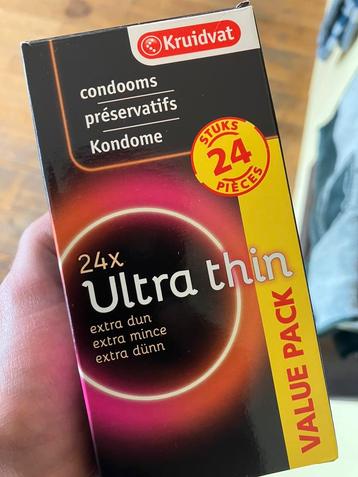 Kruidvat
condooms
préservatifs
Kondome
STUKS
24
PIÈCES
24x
Ultra thin
extra dun
extra mince
extra dünn
VALUE PACK